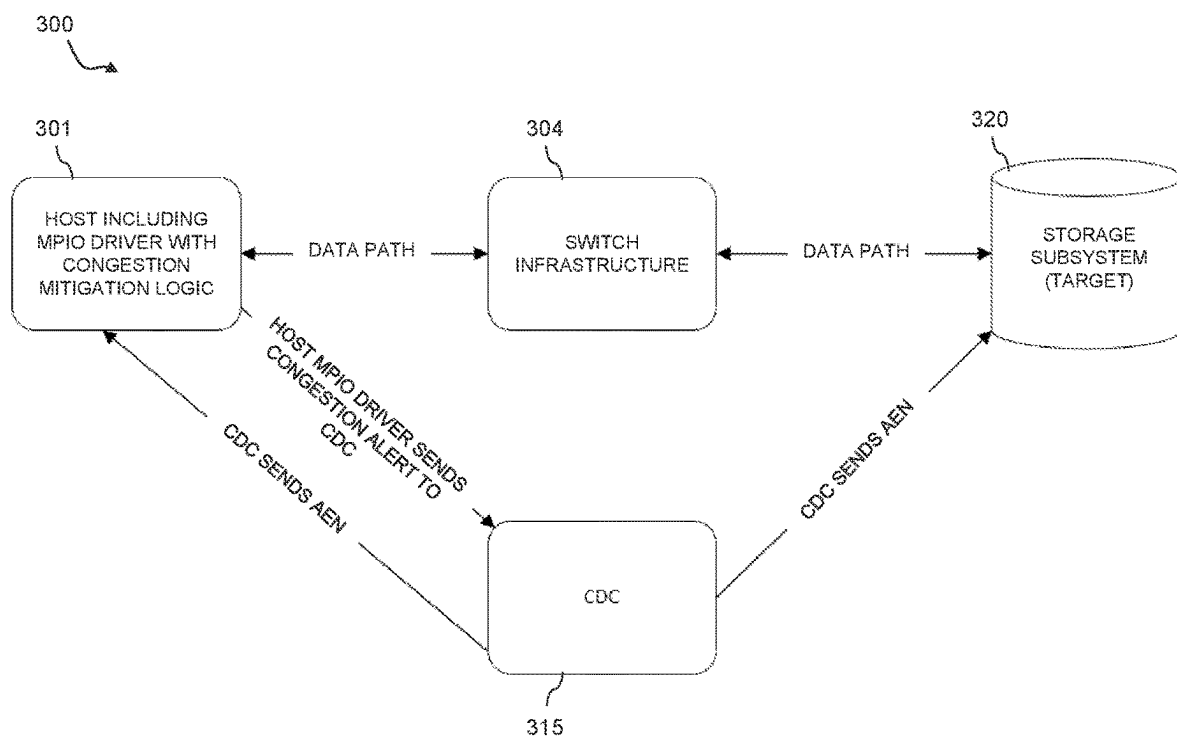 300
301
304
320
HOST INCLUDING
MPIO DRIVER WITH
CONGESTION
MITIGATION LOGIC
DATA PATH
SWITCH
INFRASTRUCTURE
DATA PATH
STORAGE
SUBSYSTEM
(TARGET)
HOST MPIO DRIVER SENDS
CONGESTION ALERT TO
CDC
CDC SENDS AEN
CDC SENDS AEN
CDC
315